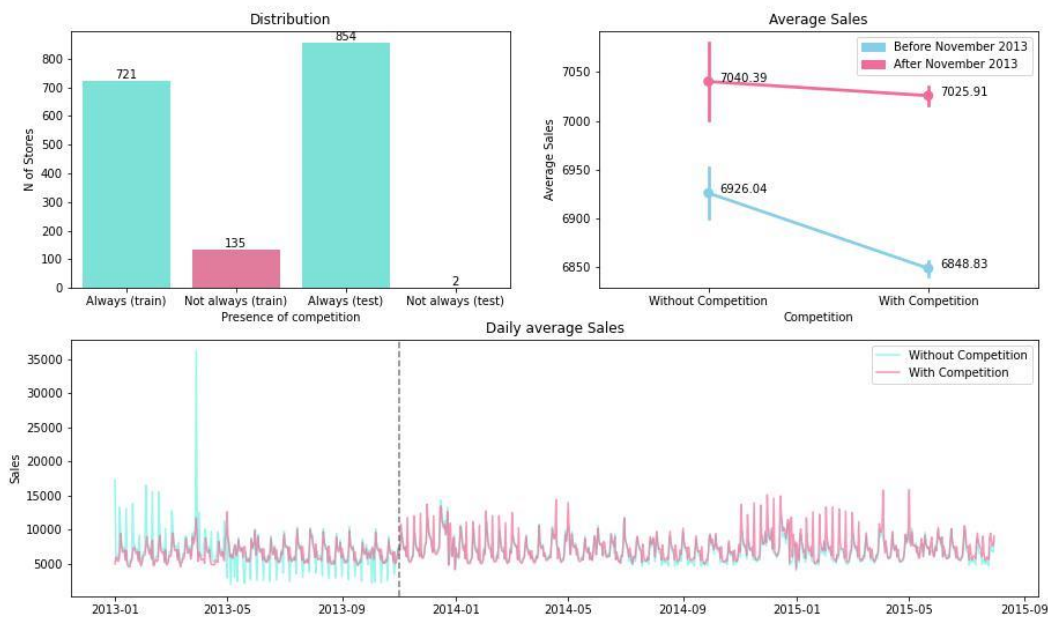 Distribution
721
135
854
2
N of Stores
800
700
600
500
400
300
200
100
0
Always (train)
Not always (train)
Always (test)
Not always (test)
Presence of competition
Average Sales
Before November 2013
After November 2013
7040.39
7025.91
6926.04
6848.83
Average Sales
7050
7000
6950
6900
6850
Without Competition
With Competition
Competition
Daily average Sales
Without Competition
With Competition
Sales
35000
30000
25000
20000
15000
10000
5000
2013-01
2013-05
2013-09
2014-01
2014-05
2014-09
2015-01
2015-05
2015-09